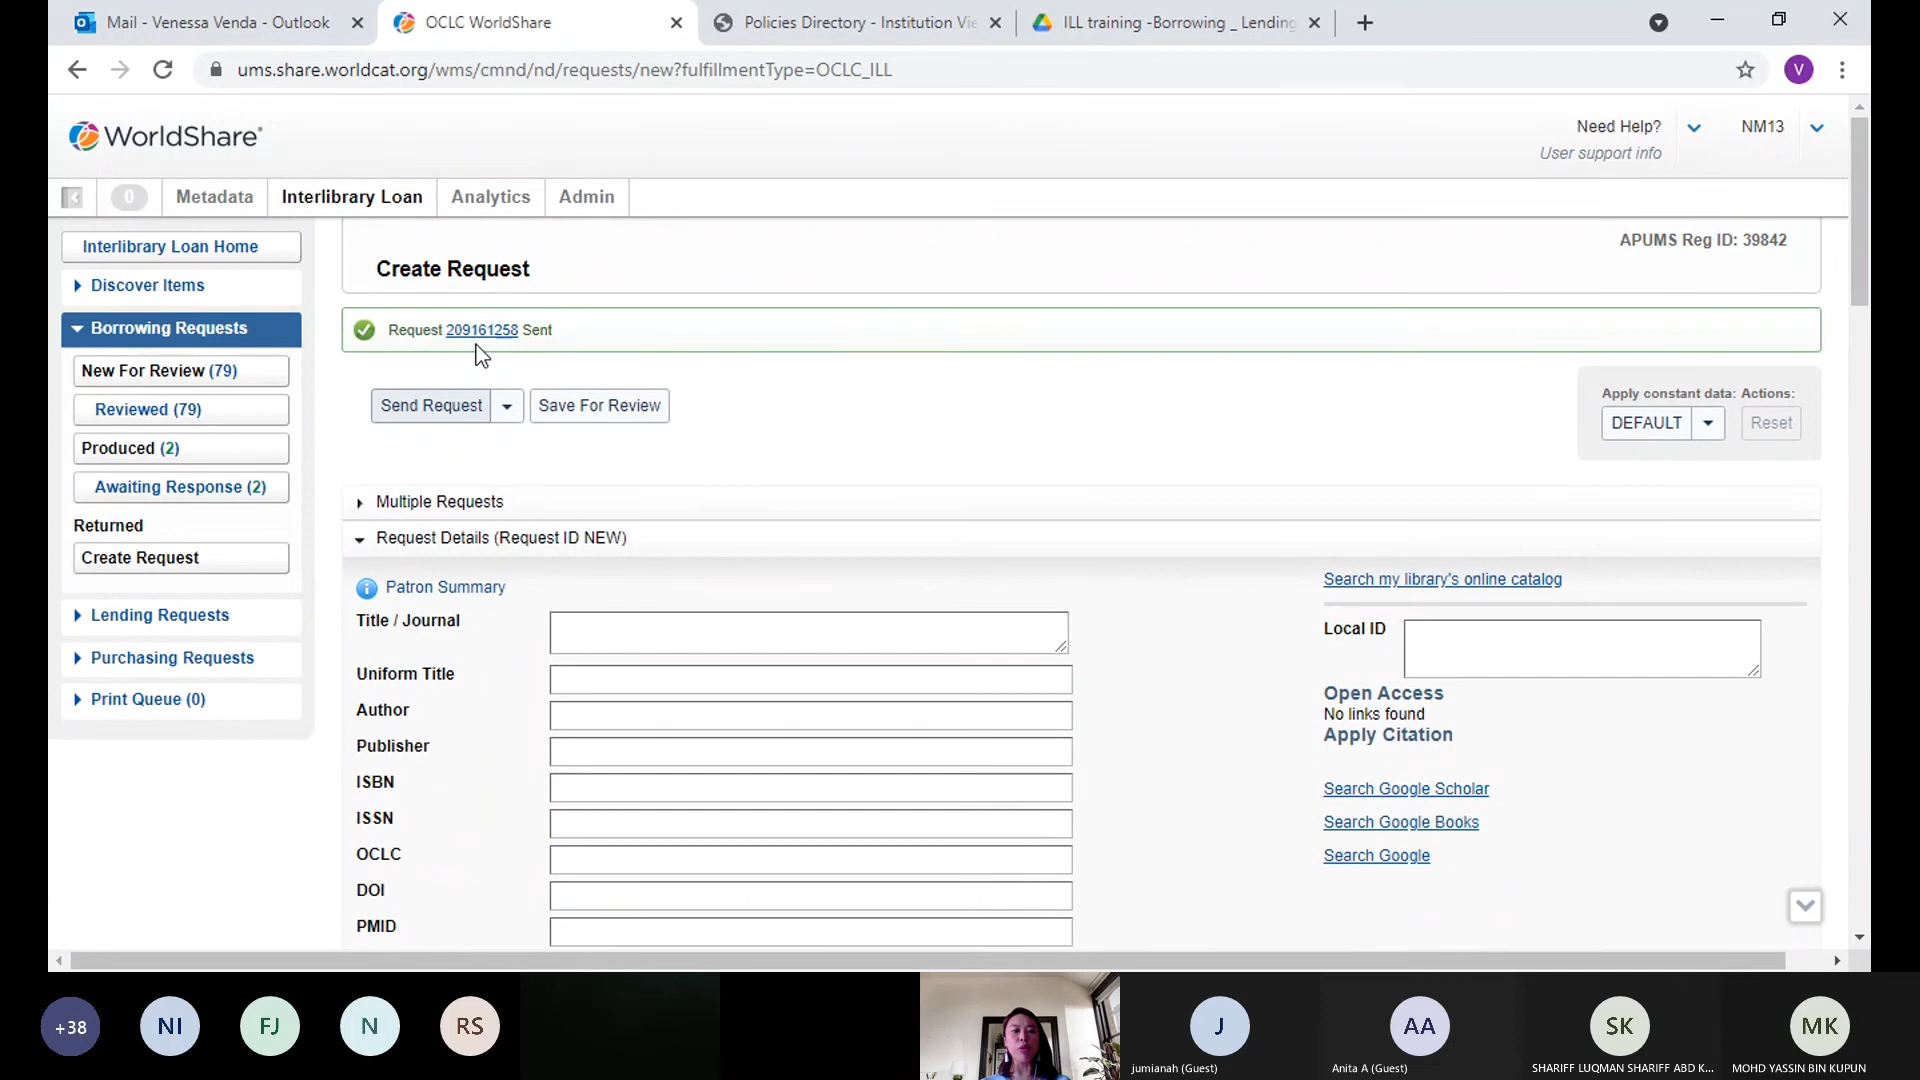 Mail - Venessa Venda - Outlook
OCLC WorldShare
Policies Directory - Institution Vie
ILL training -Borrowing _ Lending
ums.share.worldcat.org/wms/cmnd/nd/requests/new?fulfillmentType=OCLC_ILL
V
WorldShare®
Need Help?
NM13
User support info
0
Metadata
Interlibrary Loan
Analytics
Admin
Interlibrary Loan Home
Discover Items
Borrowing Requests
New For Review (79)
Reviewed (79)
Produced (2)
Awaiting Response (2)
Returned
Create Request
Lending Requests
Purchasing Requests
Print Queue (0)
APUMS Reg ID: 39842
Create Request
Request 209161258 Sent
Send Request
Save For Review
Apply constant data:
Actions:
DEFAULT
Reset
Multiple Requests
Request Details (Request ID NEW)
Patron Summary
Title / Journal
Uniform Title
Author
Publisher
ISBN
ISSN
OCLC
DOI
PMID
Search my library's online catalog
Local ID
Open Access
No links found
Apply Citation
Search Google Scholar
Search Google Books
Search Google
+38
NI
FJ
N
RS
J
jumianah (Guest)
AA
Anita A (Guest)
SK
SHARIFF LUQMAN SHARIFF ABD K...
MK
MOHD YASSIN BIN KUPUN